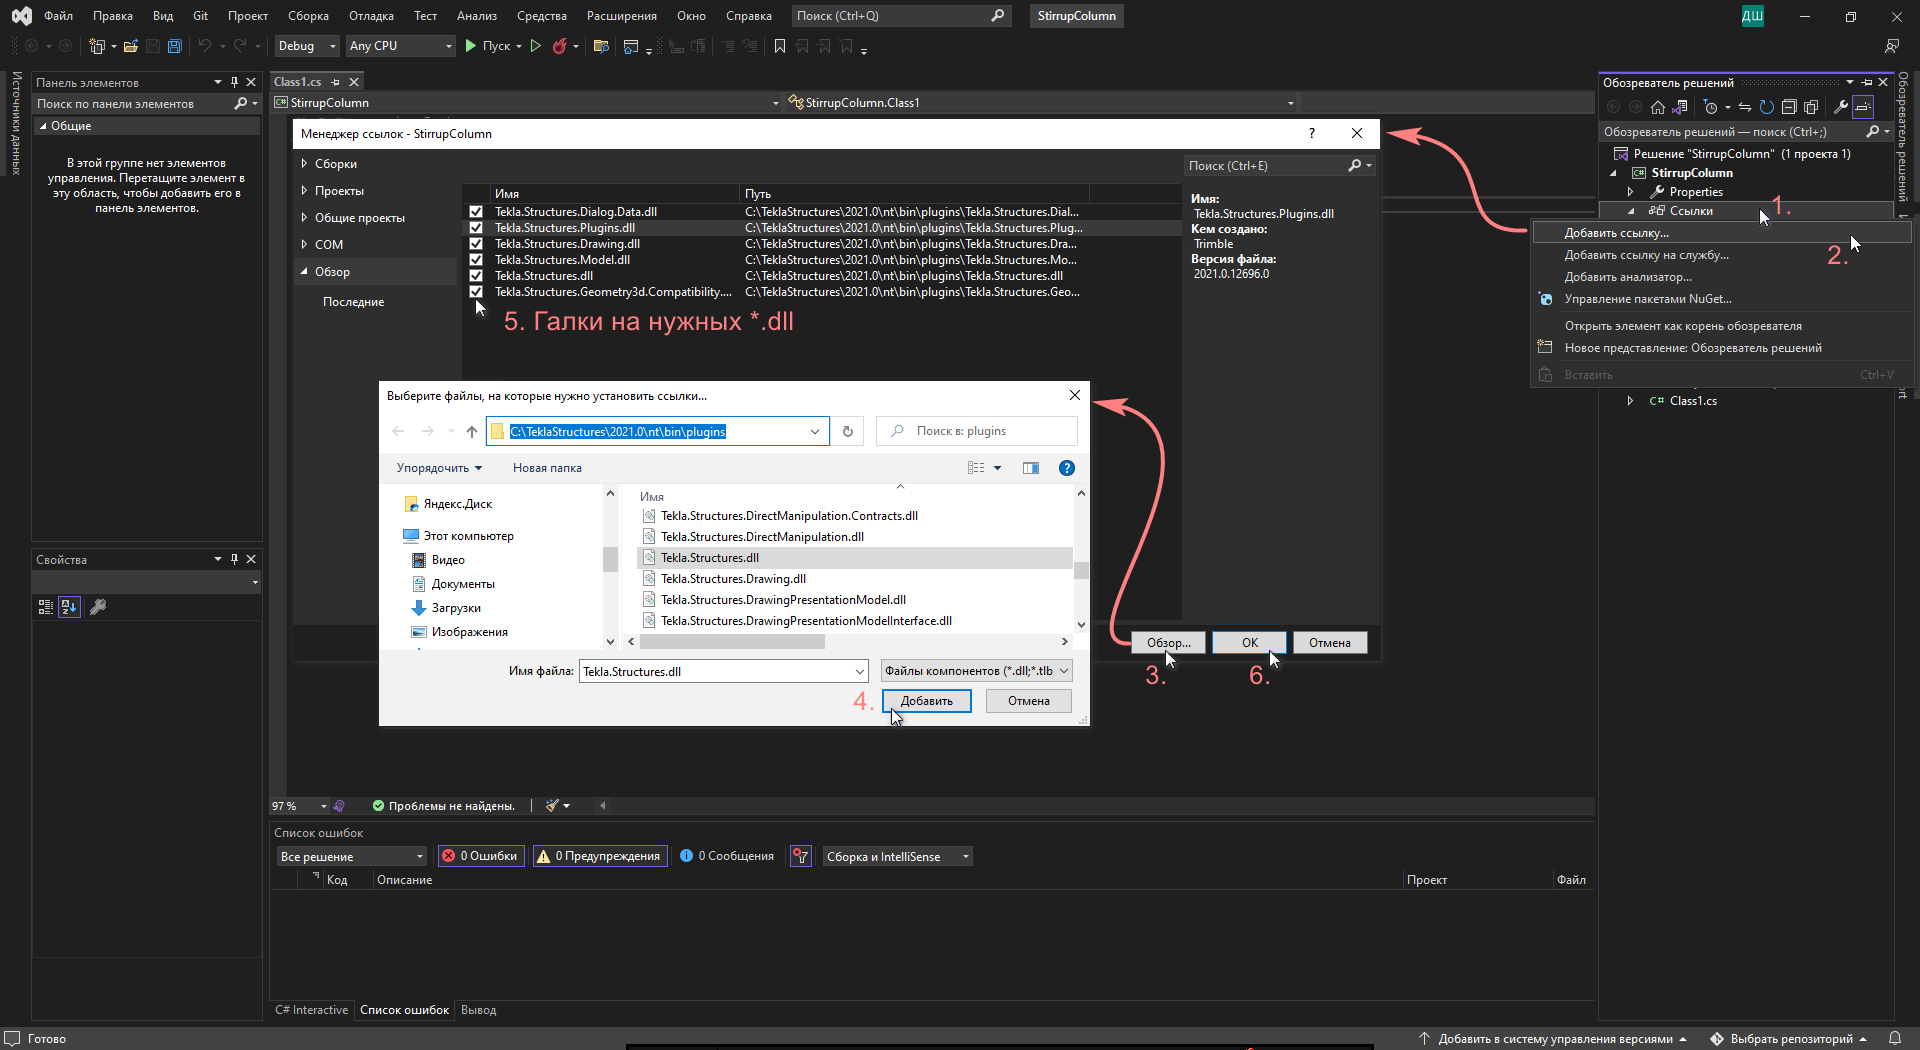 Файл Правка Вид Git Проект Сборка Отладка Тест Анализ Средства Расширения Окно Справка Поиск (Ctrl+Q) StirrupColumn ДШ
Debug Any CPU Пуск
Источники данных
Панель элементов
Поиск по панели элементов
Общие
В этой группе нет элементов
управления. Перетащите элемент в
эту область, чтобы добавить его в
панель элементов.
Свойства
Class1.cs
C# StirrupColumn StirrupColumn.Class1
Менеджер ссылок - StirrupColumn ?
Сборки
Проекты
Общие проекты
COM
Обзор
Последние
Имя Путь
Tekla.Structures.Dialog.Data.dll C:\TeklaStructures\2021.0\nt\bin\plugins\Tekla.Structures.Dial...
Tekla.Structures.Plugins.dll C:\TeklaStructures\2021.0\nt\bin\plugins\Tekla.Structures.Plug...
Tekla.Structures.Drawing.dll C:\TeklaStructures\2021.0\nt\bin\plugins\Tekla.Structures.Dra...
Tekla.Structures.Model.dll C:\TeklaStructures\2021.0\nt\bin\plugins\Tekla.Structures.Mo...
Tekla.Structures.dll C:\TeklaStructures\2021.0\nt\bin\plugins\Tekla.Structures.dll
Tekla.Structures.Geometry3d.Compatibility.... C:\TeklaStructures\2021.0\nt\bin\plugins\Tekla.Structures.Geo...
5. Галки на нужных *.dll
Поиск (Ctrl+E)
Имя:
Tekla.Structures.Plugins.dll
Кем создано:
Trimble
Версия файла:
2021.0.12696.0
Обзор... OK Отмена
3. 6.
Выберите файлы, на которые нужно установить ссылки...
C:\TeklaStructures\2021.0\nt\bin\plugins Поиск в: plugins
Упорядочить Новая папка ?
Яндекс.Диск
Этот компьютер
Видео
Документы
Загрузки
Изображения
Имя
Tekla.Structures.DirectManipulation.Contracts.dll
Tekla.Structures.DirectManipulation.dll
Tekla.Structures.dll
Tekla.Structures.Drawing.dll
Tekla.Structures.DrawingPresentationModel.dll
Tekla.Structures.DrawingPresentationModelInterface.dll
Имя файла: Tekla.Structures.dll Файлы компонентов (*.dll;*.tlb
4. Добавить Отмена
Обозреватель решений
Обозреватель решений — поиск (Ctrl+;)
Решение "StirrupColumn" (1 проекта 1)
C# StirrupColumn
Properties
Ссылки
1.
Добавить ссылку...
2.
Добавить ссылку на службу...
Добавить анализатор...
Управление пакетами NuGet...
Открыть элемент как корень обозревателя
Новое представление: Обозреватель решений
Вставить Ctrl+V
C# Class1.cs
Обозреватель решений
97 % Проблемы не найдены.
Список ошибок
Все решение 0 Ошибки 0 Предупреждения 0 Сообщения Сборка и IntelliSense
Код Описание Проект Файл
C# Interactive Список ошибок Вывод
Готово Добавить в систему управления версиями Выбрать репозиторий